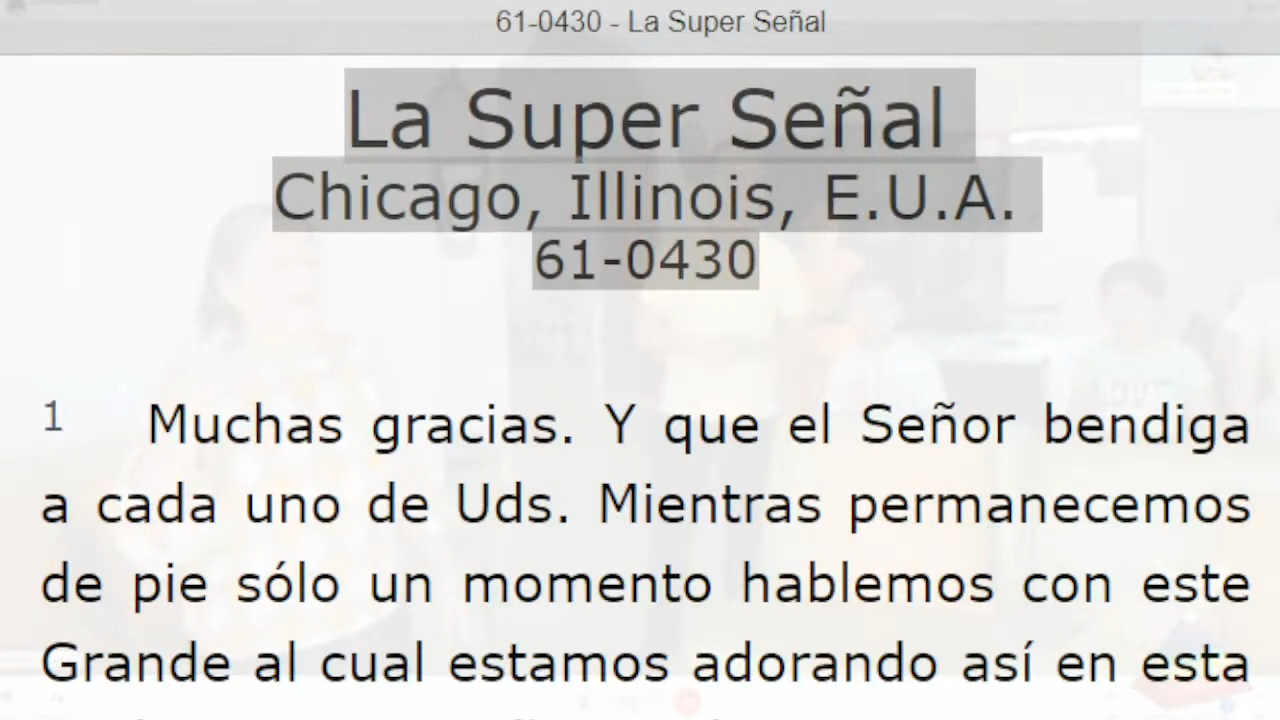 61-0430 - La Super Señal
La Super Señal
Chicago, Illinois, E.U.A.
61-0430
1 Muchas gracias. Y que el Señor bendiga
a cada uno de Uds. Mientras permanecemos
de pie sólo un momento hablemos con este
Grande al cual estamos adorando así en esta